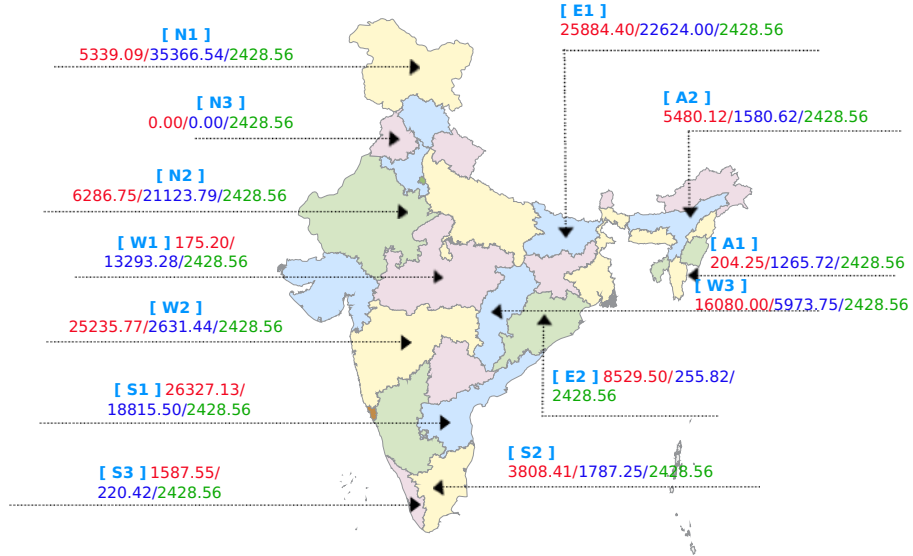 [ E1 ]
25884.40/22624.00/2428.56
[ N1 ]
5339.09/35366.54/2428.56
[ N3 ]
0.00/0.00/2428.56
[ A2 ]
5480.12/1580.62/2428.56
[ N2 ]
6286.75/21123.79/2428.56
[ W1 ] 175.20/
13293.28/2428.56
[ A1 ]
204.25/1265.72/2428.56
[ W3 ]
16080.00/5973.75/2428.56
[ W2 ]
25235.77/2631.44/2428.56
[ E2 ] 8529.50/255.82/
2428.56
[ S1 ] 26327.13/
18815.50/2428.56
[ S2 ]
3808.41/1787.25/2428.56
[ S3 ] 1587.55/
220.42/2428.56